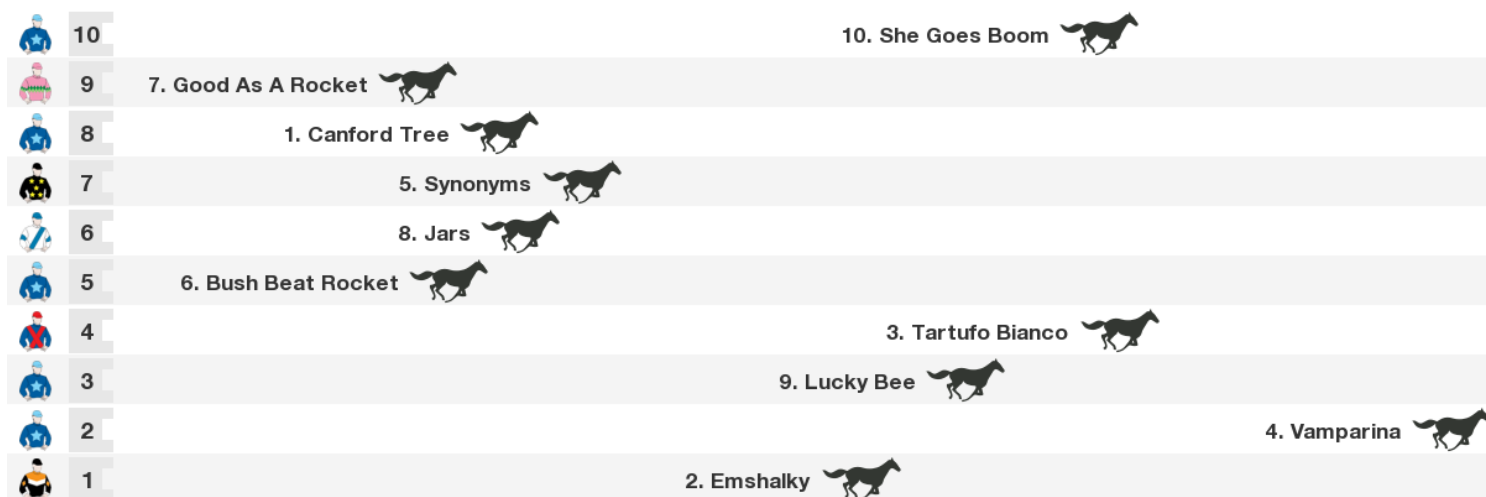 10 10. She Goes Boom
9 7. Good As A Rocket
8 1. Canford Tree
7 5. Synonyms
6 8. Jars
5 6. Bush Beat Rocket
4 3. Tartufo Bianco
3 9. Lucky Bee
2 4. Vamparina
1 2. Emshalky